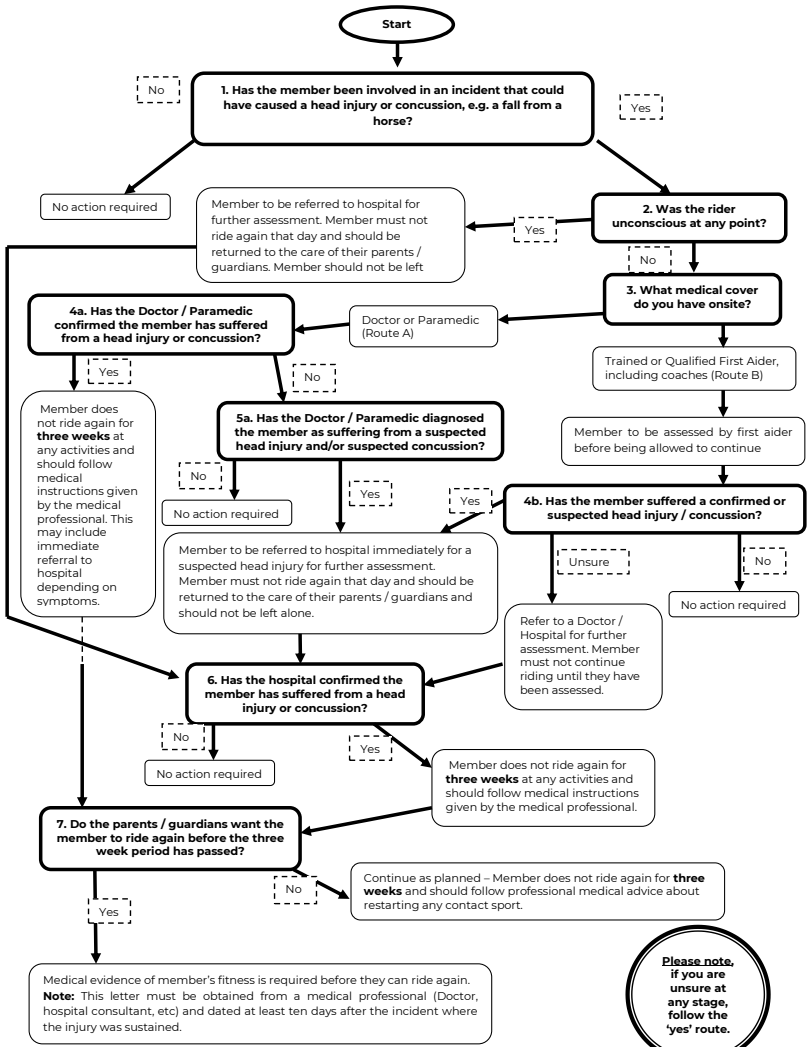 Start
No
1. Has the member been involved in an incident that could
have caused a head injury or concussion, e.g. a fall from a
horse?
Yes
No action required
Member to be referred to hospital for
further assessment. Member must not
ride again that day and should be
returned to the care of their parents /
guardians. Member should not be left
Yes
2. Was the rider
unconscious at any point?
No
3. What medical cover
do you have onsite?
4a. Has the Doctor / Paramedic
confirmed the member has suffered
from a head injury or concussion?
Doctor or Paramedic
(Route A)
Trained or Qualified First Aider,
including coaches (Route B)
Yes
No
Member does
not ride again for
three weeks at
any activities and
should follow
medical
instructions given
by the medical
professional. This
may include
immediate
referral to
hospital
depending on
symptoms.
5a. Has the Doctor / Paramedic diagnosed
the member as suffering from a suspected
head injury and/or suspected concussion?
Member to be assessed by first aider
before being allowed to continue
No
Yes
Yes
4b. Has the member suffered a confirmed or
suspected head injury / concussion?
No action required
Member to be referred to hospital immediately for a
suspected head injury for further assessment.
Member must not ride again that day and should be
returned to the care of their parents / guardians and
should not be left alone.
Unsure
No
No action required
Refer to a Doctor /
Hospital for further
assessment. Member
must not continue
riding until they have
been assessed.
6. Has the hospital confirmed the
member has suffered from a head
injury or concussion?
No
Yes
No action required
Member does not ride again for
three weeks at any activities and
should follow medical instructions
given by the medical professional.
7. Do the parents / guardians want the
member to ride again before the three
week period has passed?
No
Continue as planned – Member does not ride again for three
weeks and should follow professional medical advice about
restarting any contact sport.
Yes
Medical evidence of member's fitness is required before they can ride again.
Note: This letter must be obtained from a medical professional (Doctor,
hospital consultant, etc) and dated at least ten days after the incident where
the injury was sustained.
Please note,
if you are
unsure at
any stage,
follow the
'yes' route.